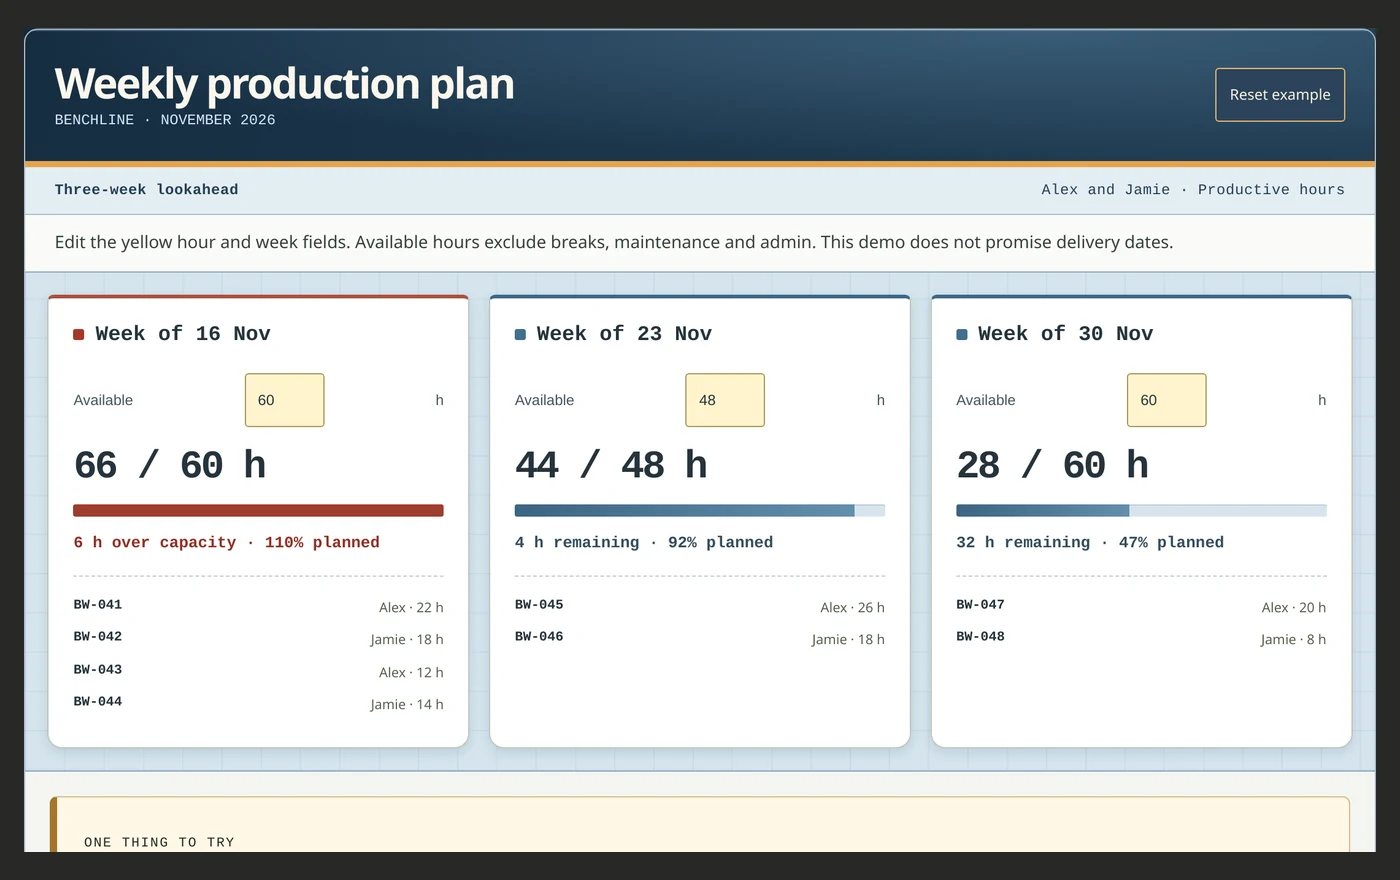 Weekly production plan
BENCHLINE · NOVEMBER 2026
Reset example
Three-week lookahead
Alex and Jamie · Productive hours
Edit the yellow hour and week fields. Available hours exclude breaks, maintenance and admin. This demo does not promise delivery dates.
Week of 16 Nov
Available 60 h
66 / 60 h
6 h over capacity · 110% planned
BW-041 Alex · 22 h
BW-042 Jamie · 18 h
BW-043 Alex · 12 h
BW-044 Jamie · 14 h
Week of 23 Nov
Available 48 h
44 / 48 h
4 h remaining · 92% planned
BW-045 Alex · 26 h
BW-046 Jamie · 18 h
Week of 30 Nov
Available 60 h
28 / 60 h
32 h remaining · 47% planned
BW-047 Alex · 20 h
BW-048 Jamie · 8 h
ONE THING TO TRY